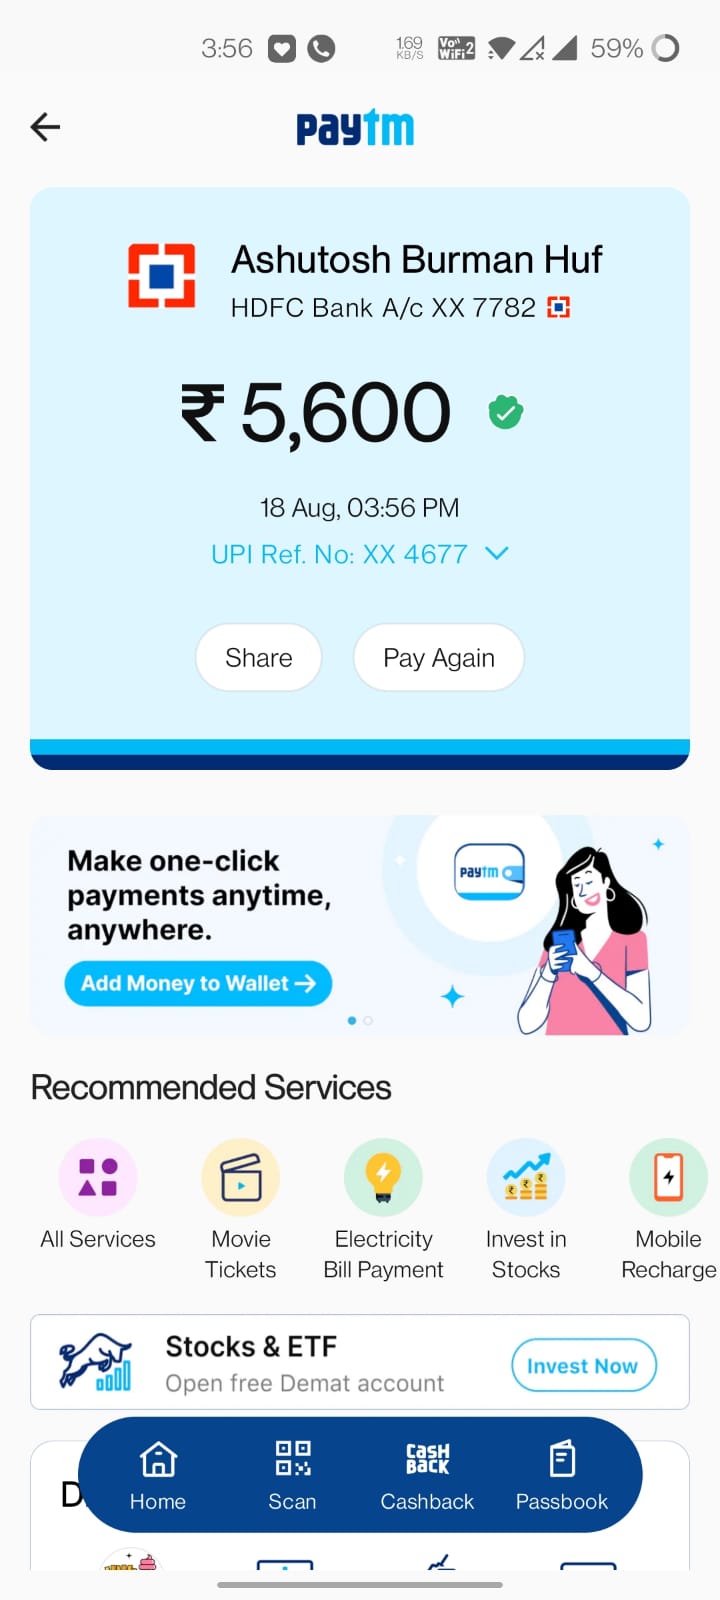 3:56
1.69 KB/S
Vo)) WiFi 2
59%
paytm
Ashutosh Burman Huf
HDFC Bank A/c XX 7782
₹5,600
18 Aug, 03:56 PM
UPI Ref. No: XX 4677
Share
Pay Again
Make one-click
payments anytime,
anywhere.
Add Money to Wallet →
paytm
Recommended Services
All Services
Movie
Tickets
Electricity
Bill Payment
Invest in
Stocks
Mobile
Recharge
Stocks & ETF
Open free Demat account
Invest Now
Home
Scan
CASH BACK
Cashback
Passbook